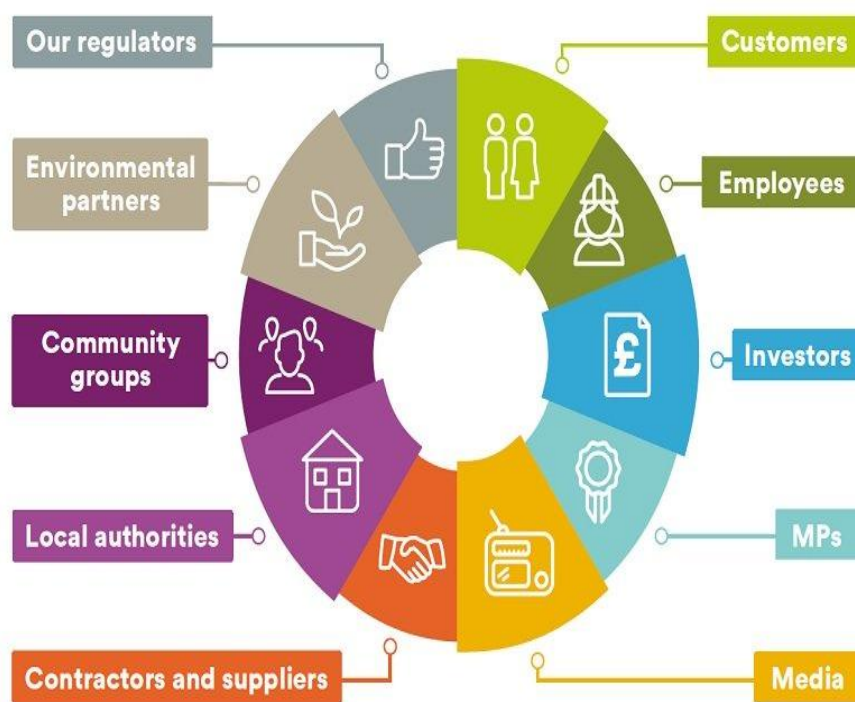 Our regulators
Customers
Environmental
partners
Employees
Community
groups
Investors
£
Local authorities
MPs
Contractors and suppliers
Media